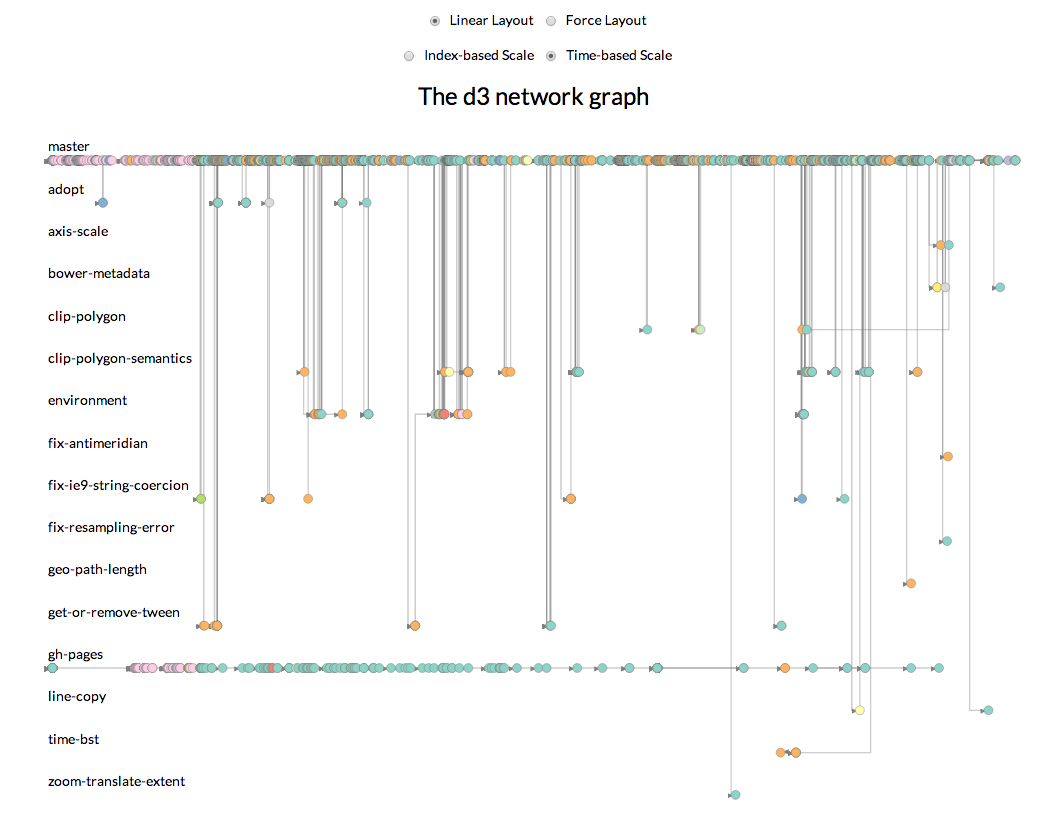 Linear Layout Force Layout
Index-based Scale Time-based Scale
The d3 network graph
master
adopt
axis-scale
bower-metadata
clip-polygon
clip-polygon-semantics
environment
fix-antimeridian
fix-ie9-string-coercion
fix-resampling-error
geo-path-length
get-or-remove-tween
gh-pages
line-copy
time-bst
zoom-translate-extent